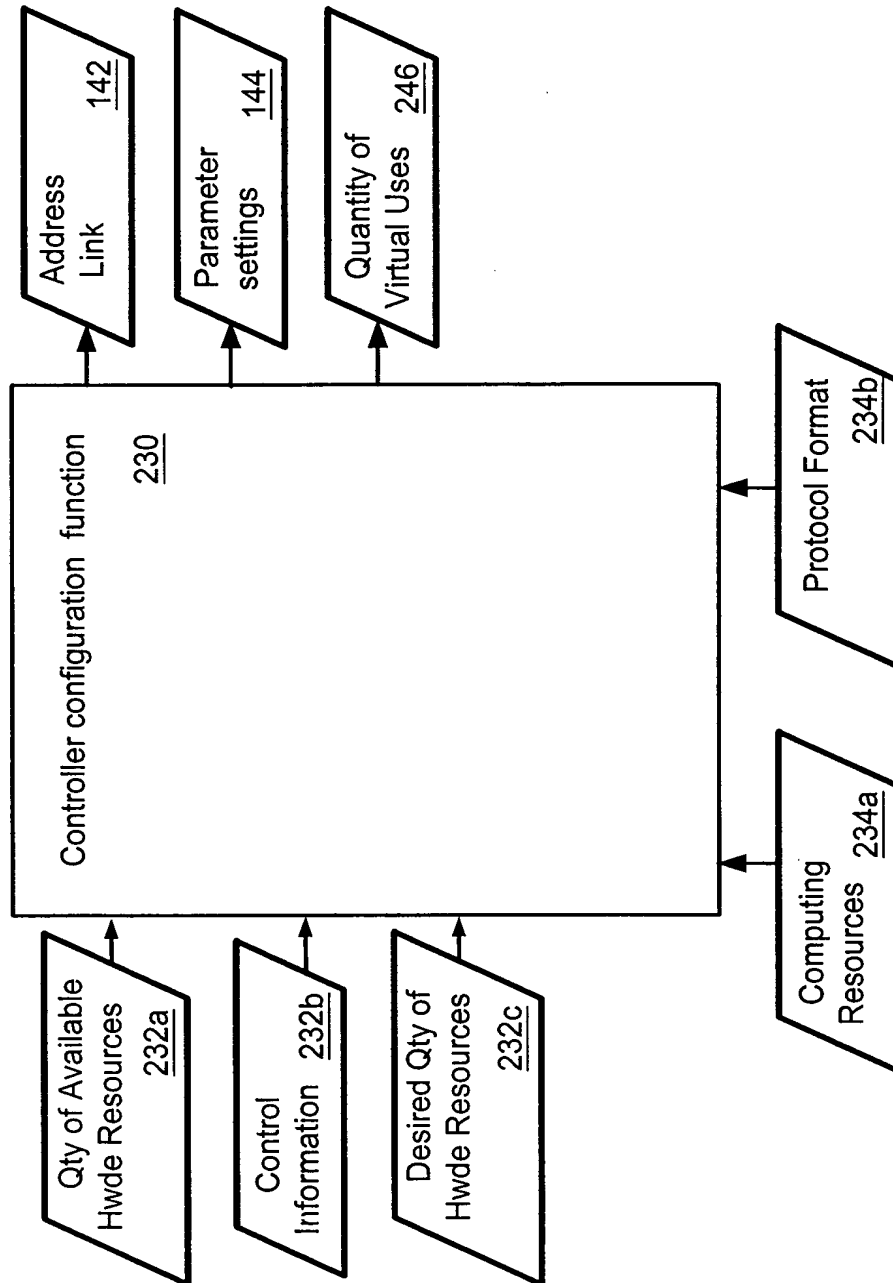 Controller configuration function
230
Qty of Available
Hwde Resources
232a
Control
Information 232b
Desired Qty of
Hwde Resources
232c
Address
Link 142
Parameter
settings 144
Quantity of
Virtual Uses 246
Computing
Resources 234a
Protocol Format
234b